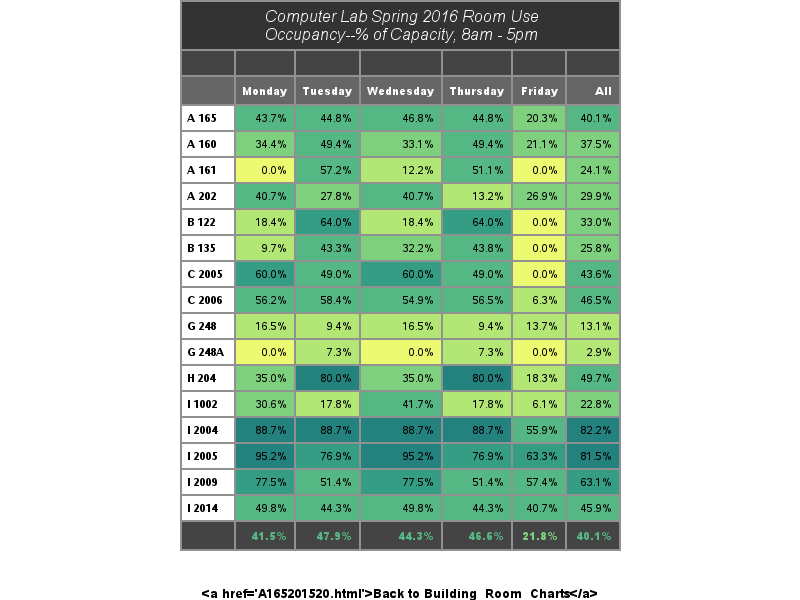 Computer Lab Spring 2016 Room Use
Occupancy--% of Capacity, 8am - 5pm
Monday Tuesday Wednesday Thursday Friday All
A 165 43.7% 44.8% 46.8% 44.8% 20.3% 40.1%
A 160 34.4% 49.4% 33.1% 49.4% 21.1% 37.5%
A 161 0.0% 57.2% 12.2% 51.1% 0.0% 24.1%
A 202 40.7% 27.8% 40.7% 13.2% 26.9% 29.9%
B 122 18.4% 64.0% 18.4% 64.0% 0.0% 33.0%
B 135 9.7% 43.3% 32.2% 43.8% 0.0% 25.8%
C 2005 60.0% 49.0% 60.0% 49.0% 0.0% 43.6%
C 2006 56.2% 58.4% 54.9% 56.5% 6.3% 46.5%
G 248 16.5% 9.4% 16.5% 9.4% 13.7% 13.1%
G 248A 0.0% 7.3% 0.0% 7.3% 0.0% 2.9%
H 204 35.0% 80.0% 35.0% 80.0% 18.3% 49.7%
I 1002 30.6% 17.8% 41.7% 17.8% 6.1% 22.8%
I 2004 88.7% 88.7% 88.7% 88.7% 55.9% 82.2%
I 2005 95.2% 76.9% 95.2% 76.9% 63.3% 81.5%
I 2009 77.5% 51.4% 77.5% 51.4% 57.4% 63.1%
I 2014 49.8% 44.3% 49.8% 44.3% 40.7% 45.9%
41.5% 47.9% 44.3% 46.6% 21.8% 40.1%
<a href='A165201520.html'>Back to Building_Room_Charts</a>